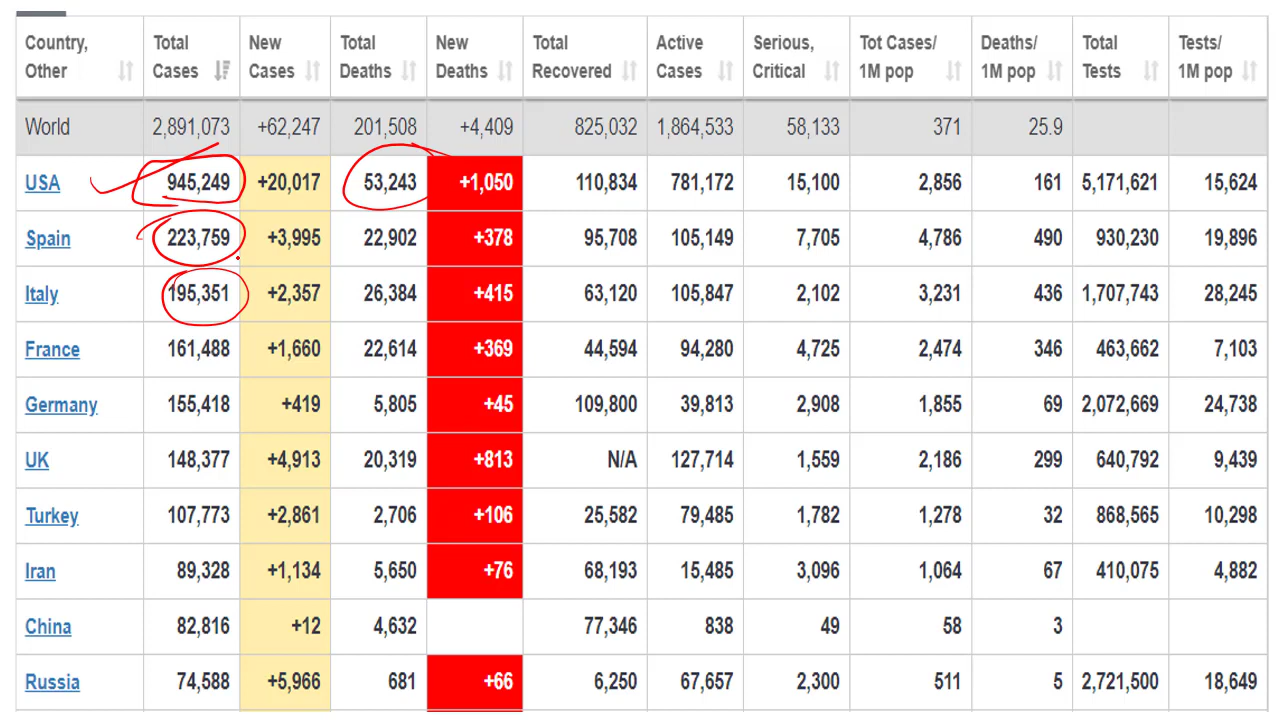 Country, Other Total Cases New Cases Total Deaths New Deaths Total Recovered Active Cases Serious, Critical Tot Cases/ 1M pop Deaths/ 1M pop Total Tests Tests/ 1M pop
World 2,891,073 +62,247 201,508 +4,409 825,032 1,864,533 58,133 371 25.9
USA 945,249 +20,017 53,243 +1,050 110,834 781,172 15,100 2,856 161 5,171,621 15,624
Spain 223,759 +3,995 22,902 +378 95,708 105,149 7,705 4,786 490 930,230 19,896
Italy 195,351 +2,357 26,384 +415 63,120 105,847 2,102 3,231 436 1,707,743 28,245
France 161,488 +1,660 22,614 +369 44,594 94,280 4,725 2,474 346 463,662 7,103
Germany 155,418 +419 5,805 +45 109,800 39,813 2,908 1,855 69 2,072,669 24,738
UK 148,377 +4,913 20,319 +813 N/A 127,714 1,559 2,186 299 640,792 9,439
Turkey 107,773 +2,861 2,706 +106 25,582 79,485 1,782 1,278 32 868,565 10,298
Iran 89,328 +1,134 5,650 +76 68,193 15,485 3,096 1,064 67 410,075 4,882
China 82,816 +12 4,632 77,346 838 49 58 3
Russia 74,588 +5,966 681 +66 6,250 67,657 2,300 511 5 2,721,500 18,649